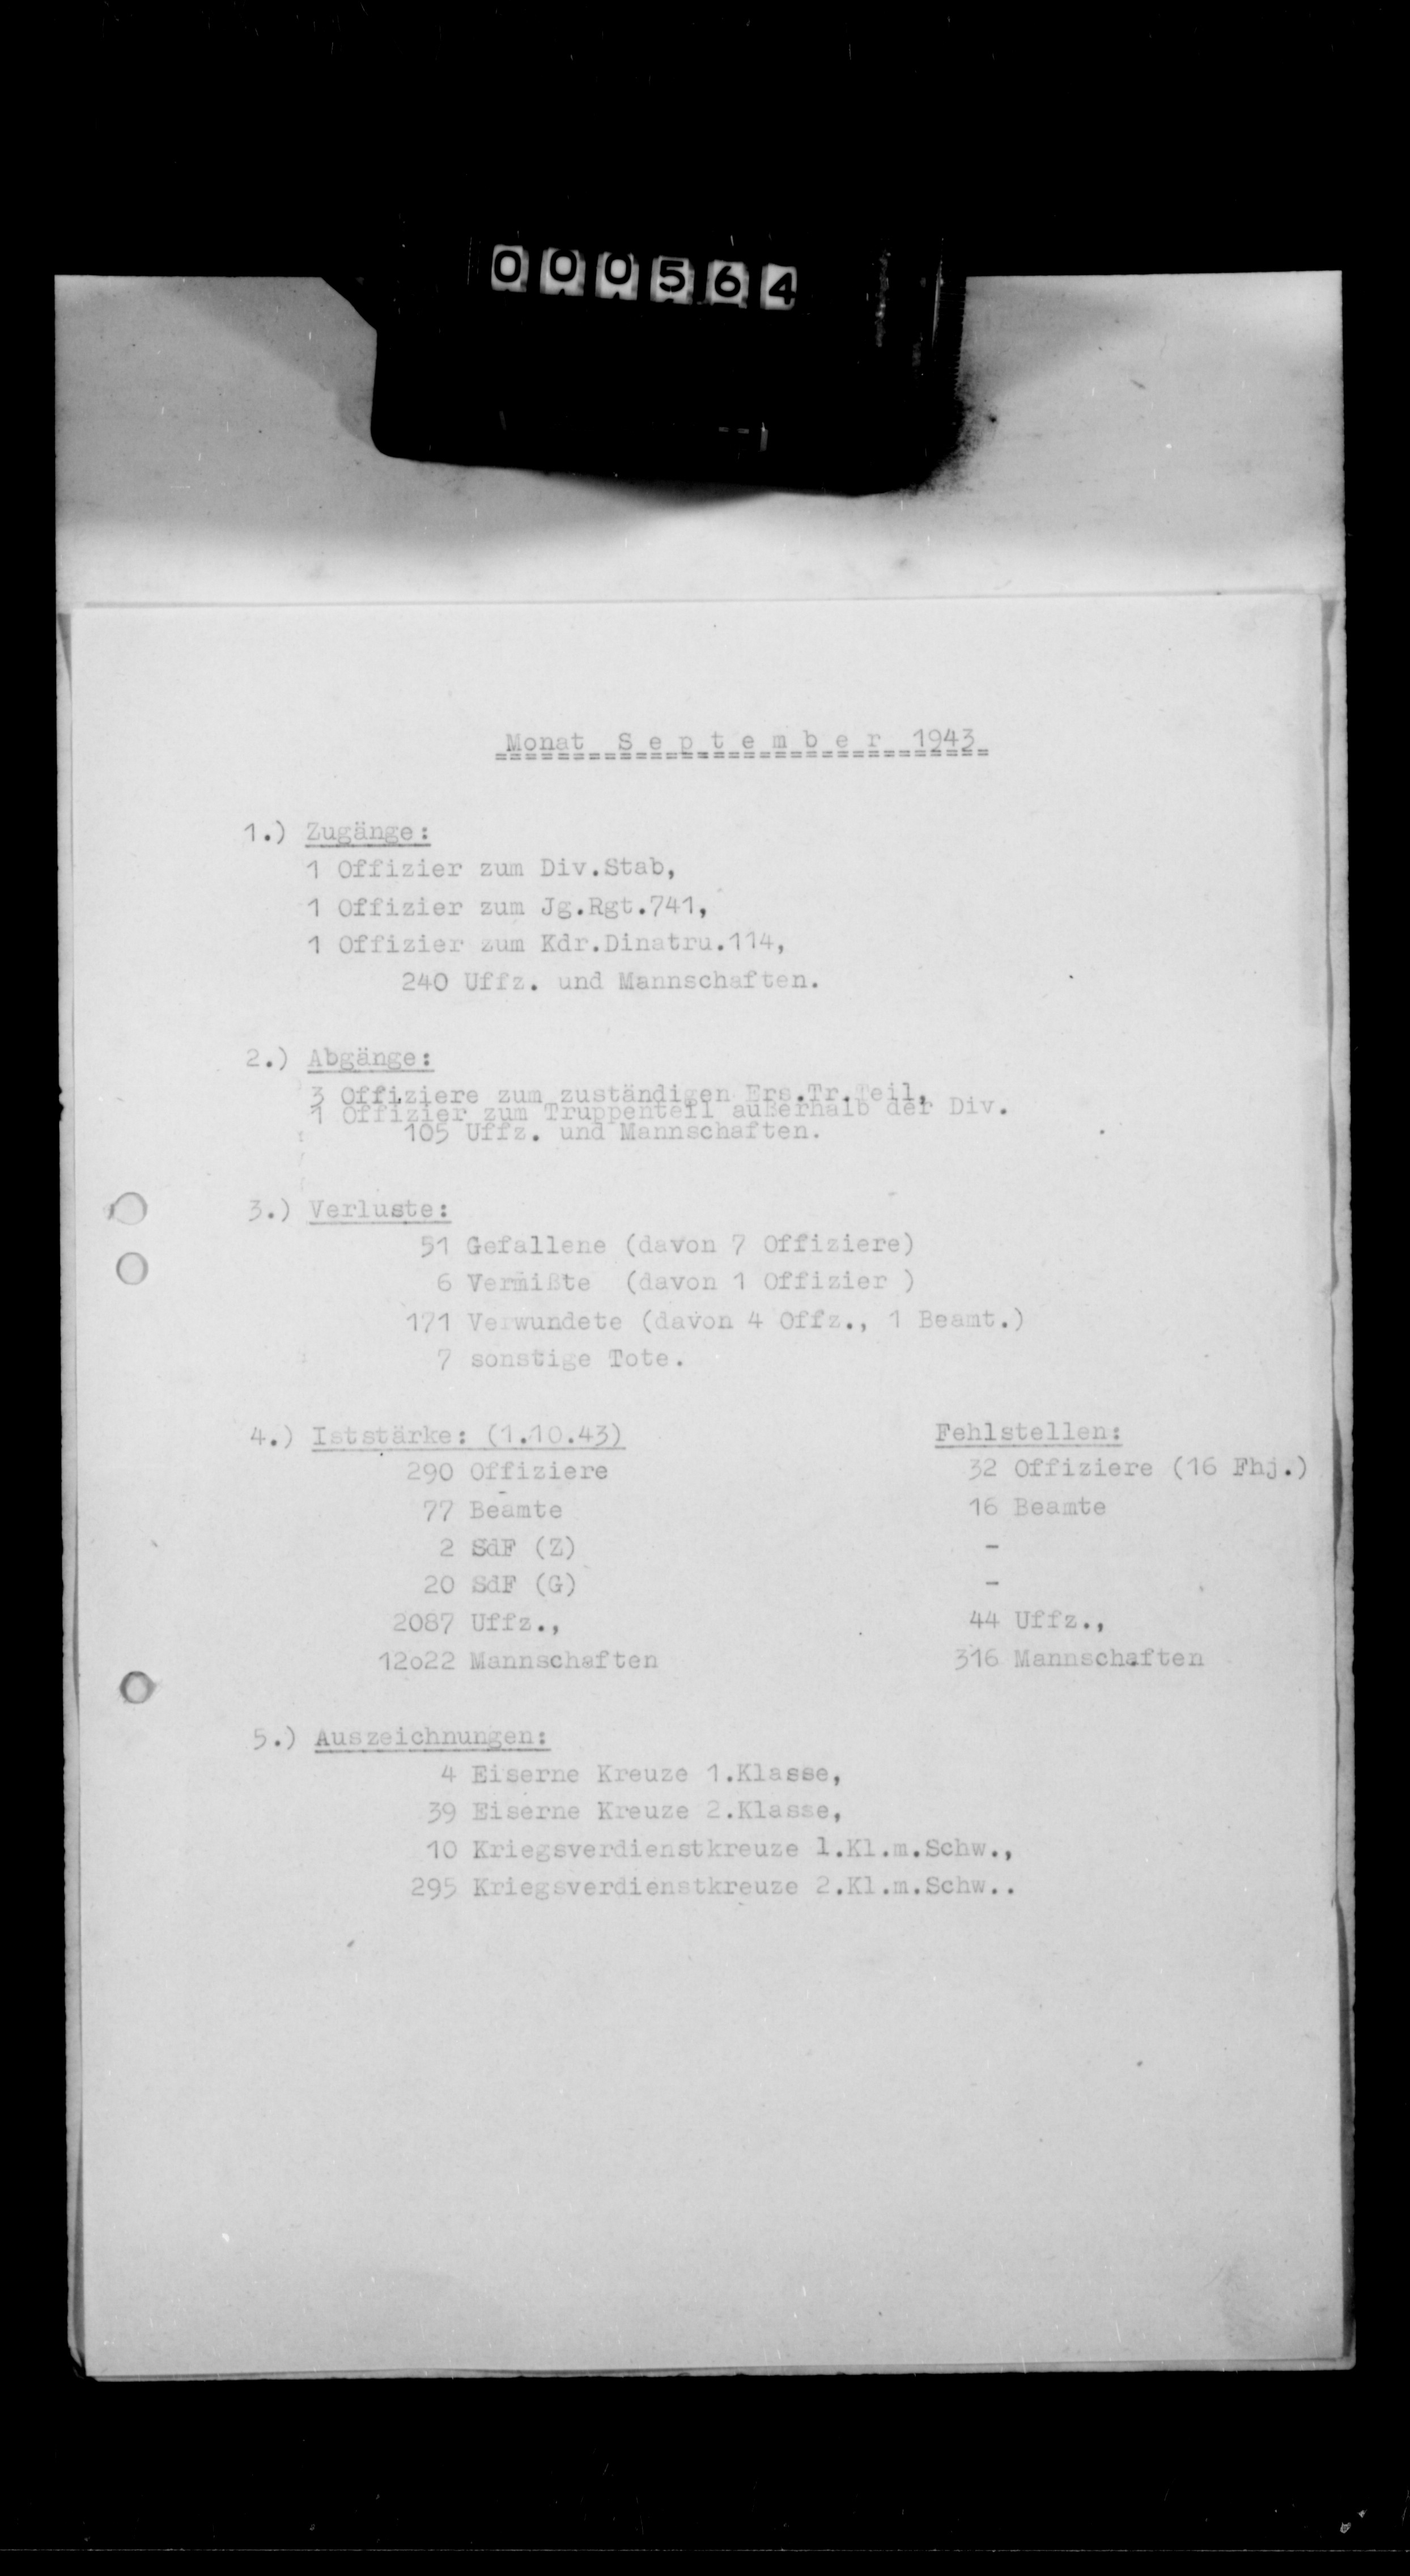 000564
Monat S e p t e m b e r 1943
1.) Zugänge:
1 Offizier zum Div.Stab,
1 Offizier zum Jg.Rgt.741,
1 Offizier zum Kdr.Dinatru.114,
240 Uffz. und Mannschaften.
2.) Abgänge:
3 Offiziere zum zuständigen Ers.Tr.Teil,
1 Offizier zum Truppenteil außerhalb der Div.
105 Uffz. und Mannschaften.
3.) Verluste:
51 Gefallene (davon 7 Offiziere)
6 Vermißte (davon 1 Offizier )
171 Verwundete (davon 4 Offz., 1 Beamt.)
7 sonstige Tote.
4.) Iststärke: (1.10.43) Fehlstellen:
290 Offiziere 32 Offiziere (16 Fhj.)
77 Beamte 16 Beamte
2 SdF (Z) -
20 SdF (G) -
2087 Uffz., 44 Uffz.,
12o22 Mannschaften 316 Mannschaften
5.) Auszeichnungen:
4 Eiserne Kreuze 1.Klasse,
39 Eiserne Kreuze 2.Klasse,
10 Kriegsverdienstkreuze l.Kl.m.Schw.,
295 Kriegsverdienstkreuze 2.Kl.m.Schw..